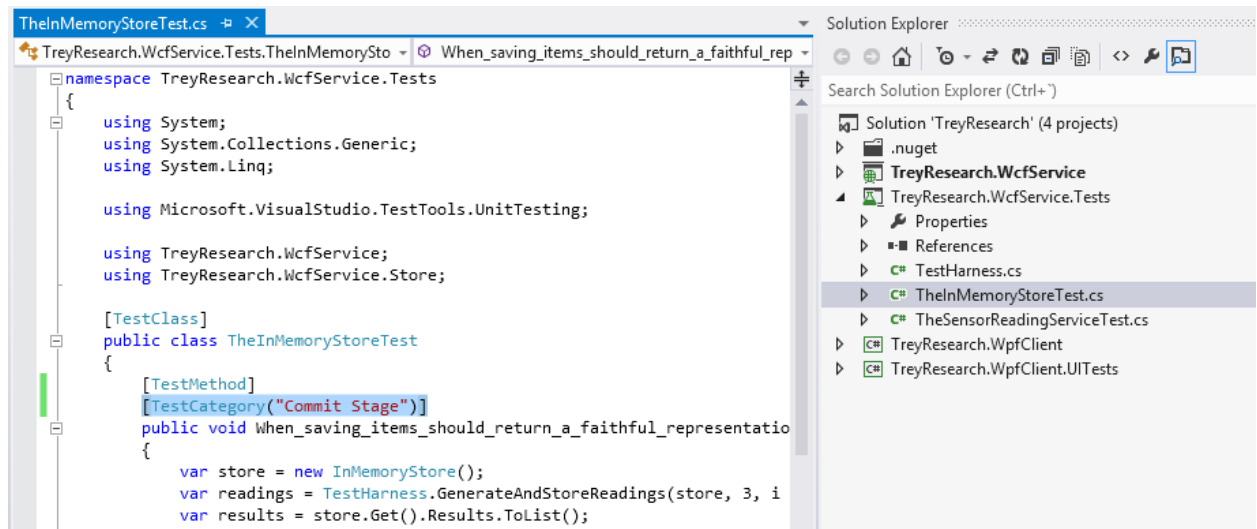 TheInMemoryStoreTest.cs
TreyResearch.WcfService.Tests.TheInMemorySto
When_saving_items_should_return_a_faithful_rep
namespace TreyResearch.WcfService.Tests
{
using System;
using System.Collections.Generic;
using System.Linq;
using Microsoft.VisualStudio.TestTools.UnitTesting;
using TreyResearch.WcfService;
using TreyResearch.WcfService.Store;
[TestClass]
public class TheInMemoryStoreTest
{
[TestMethod]
[TestCategory("Commit Stage")]
public void When_saving_items_should_return_a_faithful_representatio
{
var store = new InMemoryStore();
var readings = TestHarness.GenerateAndStoreReadings(store, 3, i
var results = store.Get().Results.ToList();
Solution Explorer
Search Solution Explorer (Ctrl+`)
Solution 'TreyResearch' (4 projects)
.nuget
TreyResearch.WcfService
TreyResearch.WcfService.Tests
Properties
References
C# TestHarness.cs
C# TheInMemoryStoreTest.cs
C# TheSensorReadingServiceTest.cs
C# TreyResearch.WpfClient
C# TreyResearch.WpfClient.UITests